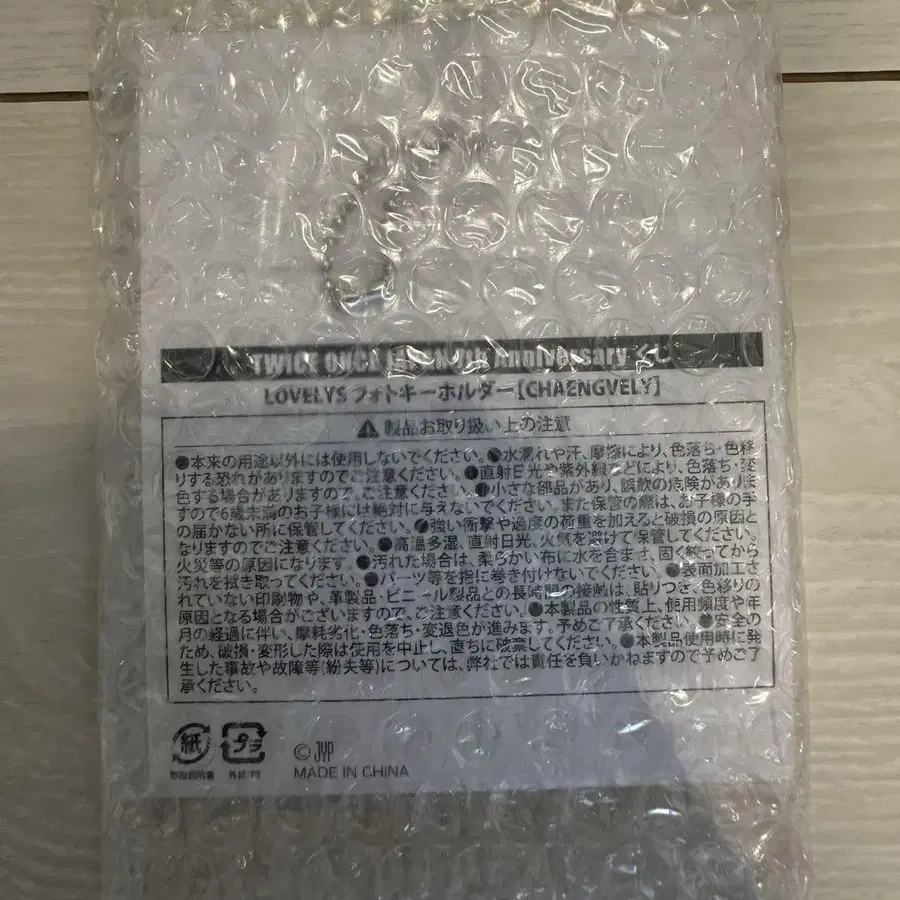 TWICE ONCE JAPAN 7th Anniversary くじ
LOVELYS フォトキーホルダー[CHAENGVELY]
⚠製品お取り扱い上の注意
●本来の用途以外には使用しないでください。●水濡れや汗、摩擦により、色落ち・色移
りする恐れがありますのでご注意ください。●直射日光や紫外線などにより、色落ち・変
色する場合がありますので、ご注意ください。●小さな部品があり、誤飲の危険がありま
すので6歳未満のお子様には絶対に与えないでください。また保管の際は、お子様の手
の届かない所に保管してください。●強い衝撃や過度の荷重を加えると破損の原因と
なりますのでご注意ください。●高温多湿、直射日光、火気を避けて保管してください。
火災等の原因になります。●汚れた場合は、柔らかい布に水を含ませ、固く絞ってから
汚れを拭き取ってください。●パーツ等を指に巻き付けないでください。●表面加工さ
れていない印刷物や、革製品・ビニール製品との長時間の接触は、貼りつき、色移りの
原因となる場合がございますので、ご注意ください。●本製品の性質上、使用頻度や年
月の経過に伴い、摩耗劣化・色落ち・変退色が進みます。予めご了承ください。●安全の
ため、破損・変形した際は使用を中止し、直ちに破棄してください。●本製品使用時に発
生した事故や故障等(紛失等)については、弊社では責任を負いかねますので予めご了
承ください。
紙 プラ
取扱説明書 外装:PE
© JYP
MADE IN CHINA